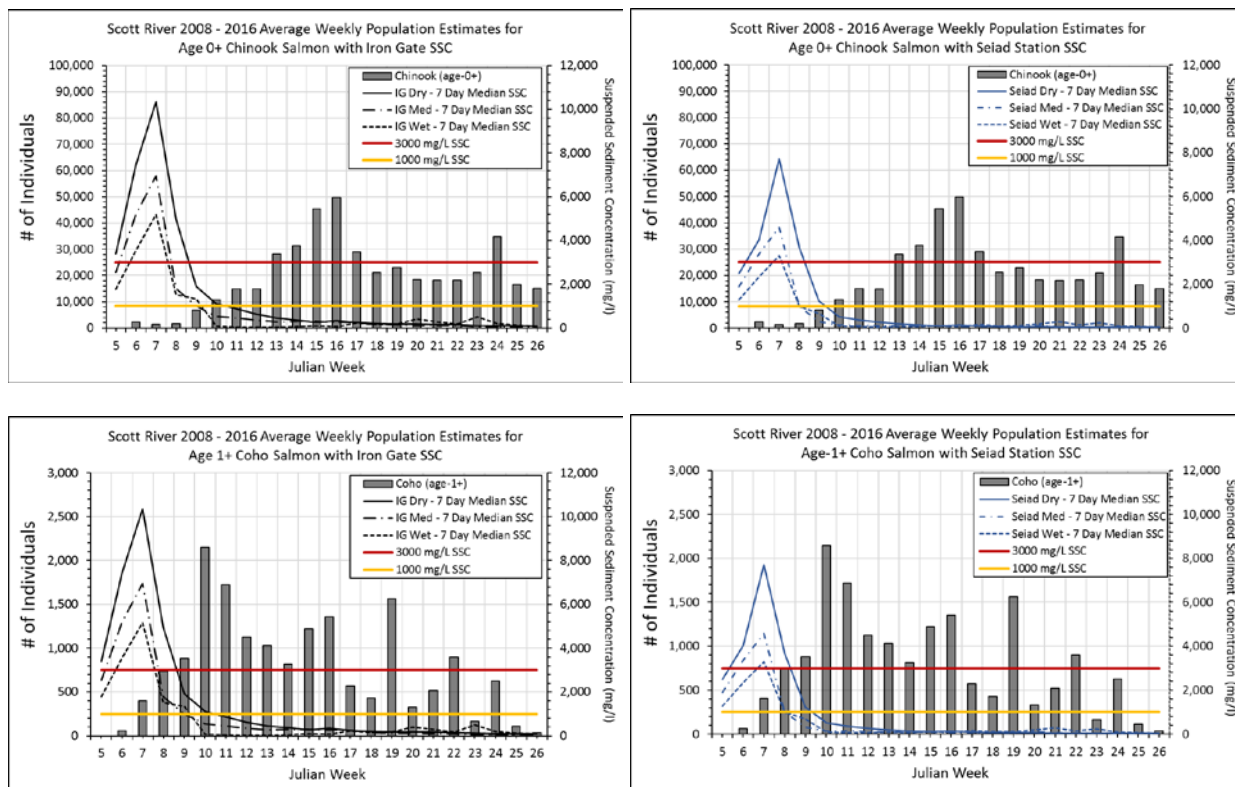 Scott River 2008 - 2016 Average Weekly Population Estimates for
Age 0+ Chinook Salmon with Iron Gate SSC
# of Individuals
100,000
90,000
80,000
70,000
60,000
50,000
40,000
30,000
20,000
10,000
0
Chinook (age-0+)
IG Dry - 7 Day Median SSC
IG Med - 7 Day Median SSC
IG Wet - 7 Day Median SSC
3000 mg/L SSC
1000 mg/L SSC
12,000
10,000
8,000
6,000
4,000
2,000
0
Suspended Sediment Concentration (mg/l)
5 6 7 8 9 10 11 12 13 14 15 16 17 18 19 20 21 22 23 24 25 26
Julian Week
Scott River 2008 - 2016 Average Weekly Population Estimates for
Age 0+ Chinook Salmon with Seiad Station SSC
# of Individuals
100,000
90,000
80,000
70,000
60,000
50,000
40,000
30,000
20,000
10,000
0
Chinook (age-0+)
Seiad Dry - 7 Day Median SSC
Seiad Med - 7 Day Median SSC
Seiad Wet - 7 Day Median SSC
3000 mg/L SSC
1000 mg/L SSC
12,000
10,000
8,000
6,000
4,000
2,000
0
Suspended Sediment Concentration (mg/l)
5 6 7 8 9 10 11 12 13 14 15 16 17 18 19 20 21 22 23 24 25 26
Julian Week
Scott River 2008 - 2016 Average Weekly Population Estimates for
Age 1+ Coho Salmon with Iron Gate SSC
# of Individuals
3,000
2,500
2,000
1,500
1,000
500
0
Coho (age-1+)
IG Dry - 7 Day Median SSC
IG Med - 7 Day Median SSC
IG Wet - 7 Day Median SSC
3000 mg/L SSC
1000 mg/L SSC
12,000
10,000
8,000
6,000
4,000
2,000
0
Suspended Sediment Concentration (mg/l)
5 6 7 8 9 10 11 12 13 14 15 16 17 18 19 20 21 22 23 24 25 26
Julian Week
Scott River 2008 - 2016 Average Weekly Population Estimates for
Age-1+ Coho Salmon with Seiad Station SSC
# of Individuals
3,000
2,500
2,000
1,500
1,000
500
0
Coho (age-1+)
Seiad Dry - 7 Day Median SSC
Seiad Med - 7 Day Median SSC
Seiad Wet - 7 Day Median SSC
3000 mg/L SSC
1000 mg/L SSC
12,000
10,000
8,000
6,000
4,000
2,000
0
Suspended Sediment Concentration (mg/l)
5 6 7 8 9 10 11 12 13 14 15 16 17 18 19 20 21 22 23 24 25 26
Julian Week